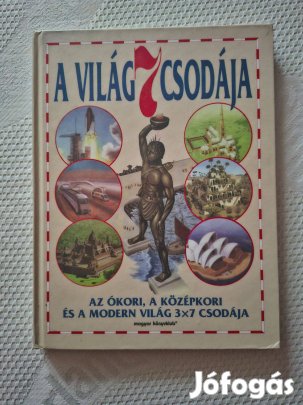 A VILÁG 7 CSODÁJA
AZ ÓKORI, A KÖZÉPKORI
ÉS A MODERN VILÁG 3×7 CSODÁJA
magyar könyvklub
Jófogás